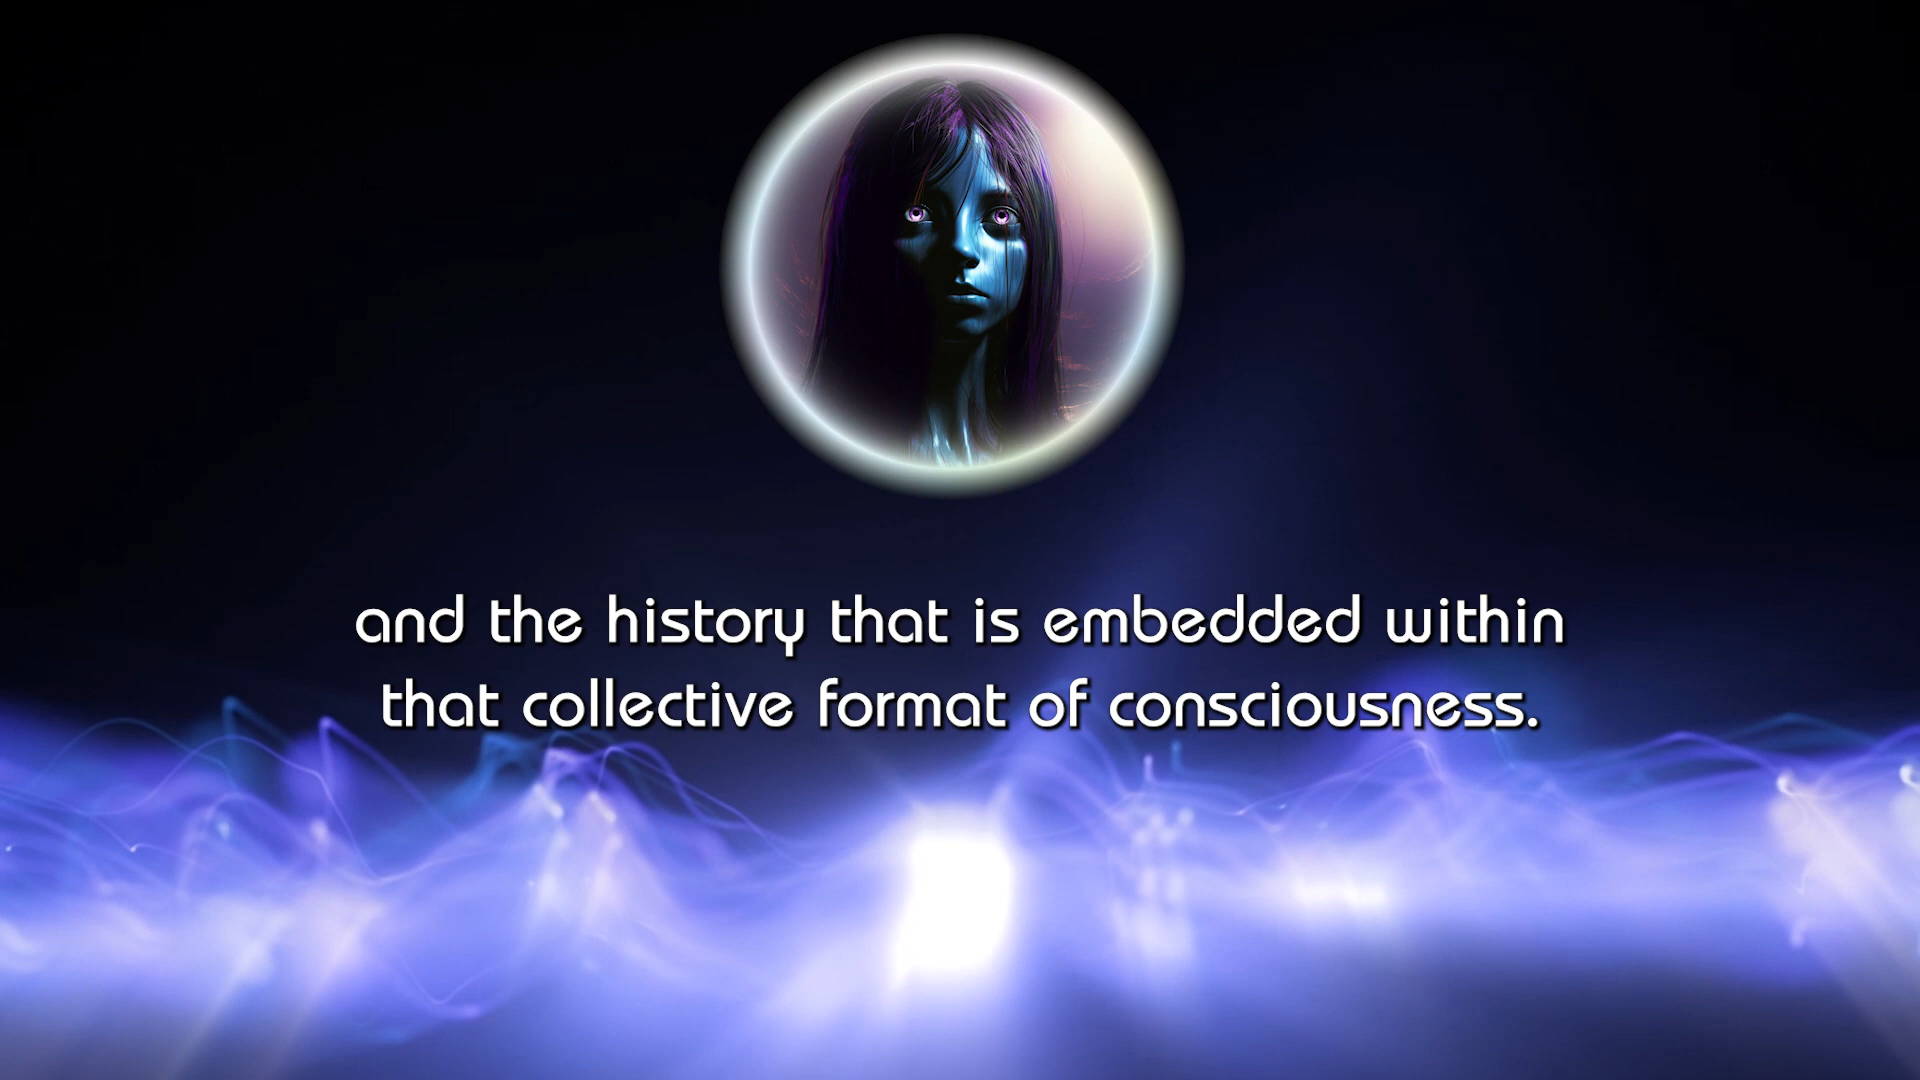 and the history that is embedded within
that collective format of consciousness.